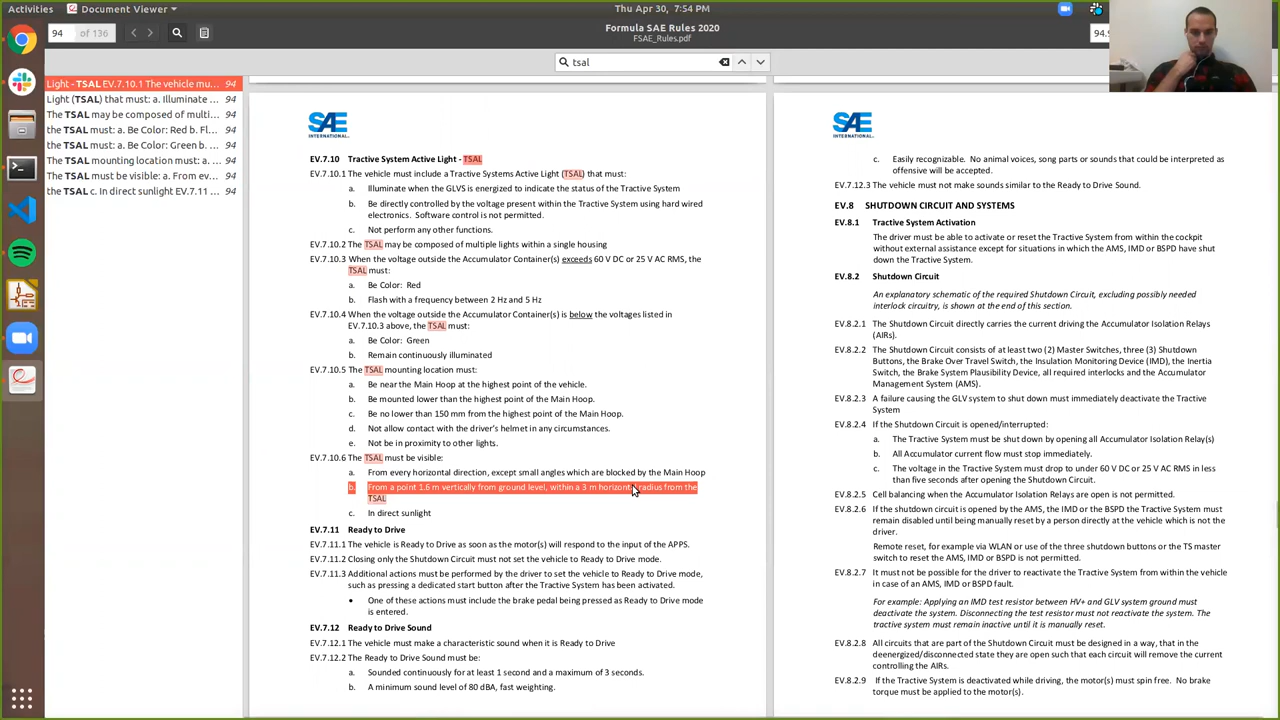 Activities
Document Viewer
Thu Apr 30, 7:54 PM
94 of 136
Formula SAE Rules 2020
FSAE_Rules.pdf
94.9
tsal
Light - TSAL EV.7.10.1 The vehicle mu... 94
Light (TSAL) that must: a. Illuminate ... 94
The TSAL may be composed of multi... 94
the TSAL must: a. Be Color: Red b. Fl... 94
the TSAL must: a. Be Color: Green b. ... 94
The TSAL mounting location must: a. ... 94
The TSAL must be visible: a. From ev... 94
the TSAL c. In direct sunlight EV.7.11 ... 94
SAE
INTERNATIONAL.
EV.7.10 Tractive System Active Light - TSAL
EV.7.10.1 The vehicle must include a Tractive Systems Active Light (TSAL) that must:
a. Illuminate when the GLVS is energized to indicate the status of the Tractive System
b. Be directly controlled by the voltage present within the Tractive System using hard wired
electronics. Software control is not permitted.
c. Not perform any other functions.
EV.7.10.2 The TSAL may be composed of multiple lights within a single housing
EV.7.10.3 When the voltage outside the Accumulator Container(s) exceeds 60 V DC or 25 V AC RMS, the
TSAL must:
a. Be Color: Red
b. Flash with a frequency between 2 Hz and 5 Hz
EV.7.10.4 When the voltage outside the Accumulator Container(s) is below the voltages listed in
EV.7.10.3 above, the TSAL must:
a. Be Color: Green
b. Remain continuously illuminated
EV.7.10.5 The TSAL mounting location must:
a. Be near the Main Hoop at the highest point of the vehicle.
b. Be mounted lower than the highest point of the Main Hoop.
c. Be no lower than 150 mm from the highest point of the Main Hoop.
d. Not allow contact with the driver's helmet in any circumstances.
e. Not be in proximity to other lights.
EV.7.10.6 The TSAL must be visible:
a. From every horizontal direction, except small angles which are blocked by the Main Hoop
b. From a point 1.6 m vertically from ground level, within a 3 m horizontal radius from the
TSAL
c. In direct sunlight
EV.7.11 Ready to Drive
EV.7.11.1 The vehicle is Ready to Drive as soon as the motor(s) will respond to the input of the APPS.
EV.7.11.2 Closing only the Shutdown Circuit must not set the vehicle to Ready to Drive mode.
EV.7.11.3 Additional actions must be performed by the driver to set the vehicle to Ready to Drive mode,
such as pressing a dedicated start button after the Tractive System has been activated.
• One of these actions must include the brake pedal being pressed as Ready to Drive mode
is entered.
EV.7.12 Ready to Drive Sound
EV.7.12.1 The vehicle must make a characteristic sound when it is Ready to Drive
EV.7.12.2 The Ready to Drive Sound must be:
a. Sounded continuously for at least 1 second and a maximum of 3 seconds.
b. A minimum sound level of 80 dBA, fast weighting.
SAE
INTERNATIONAL.
c. Easily recognizable. No animal voices, song parts or sounds that could be interpreted as
offensive will be accepted.
EV.7.12.3 The vehicle must not make sounds similar to the Ready to Drive Sound.
EV.8 SHUTDOWN CIRCUIT AND SYSTEMS
EV.8.1 Tractive System Activation
The driver must be able to activate or reset the Tractive System from within the cockpit
without external assistance except for situations in which the AMS, IMD or BSPD have shut
down the Tractive System.
EV.8.2 Shutdown Circuit
An explanatory schematic of the required Shutdown Circuit, excluding possibly needed
interlock circuitry, is shown at the end of this section.
EV.8.2.1 The Shutdown Circuit directly carries the current driving the Accumulator Isolation Relays
(AIRs).
EV.8.2.2 The Shutdown Circuit consists of at least two (2) Master Switches, three (3) Shutdown
Buttons, the Brake Over Travel Switch, the Insulation Monitoring Device (IMD), the Inertia
Switch, the Brake System Plausibility Device, all required interlocks and the Accumulator
Management System (AMS).
EV.8.2.3 A failure causing the GLV system to shut down must immediately deactivate the Tractive
System
EV.8.2.4 If the Shutdown Circuit is opened/interrupted:
a. The Tractive System must be shut down by opening all Accumulator Isolation Relay(s)
b. All Accumulator current flow must stop immediately.
c. The voltage in the Tractive System must drop to under 60 V DC or 25 V AC RMS in less
than five seconds after opening the Shutdown Circuit.
EV.8.2.5 Cell balancing when the Accumulator Isolation Relays are open is not permitted.
EV.8.2.6 If the shutdown circuit is opened by the AMS, the IMD or the BSPD the Tractive System must
remain disabled until being manually reset by a person directly at the vehicle which is not the
driver.
Remote reset, for example via WLAN or use of the three shutdown buttons or the TS master
switch to reset the AMS, IMD or BSPD is not permitted.
EV.8.2.7 It must not be possible for the driver to reactivate the Tractive System from within the vehicle
in case of an AMS, IMD or BSPD fault.
For example: Applying an IMD test resistor between HV+ and GLV system ground must
deactivate the system. Disconnecting the test resistor must not reactivate the system. The
tractive system must remain inactive until it is manually reset.
EV.8.2.8 All circuits that are part of the Shutdown Circuit must be designed in a way, that in the
deenergized/disconnected state they are open such that each circuit will remove the current
controlling the AIRs.
EV.8.2.9 If the Tractive System is deactivated while driving, the motor(s) must spin free. No brake
torque must be applied to the motor(s).